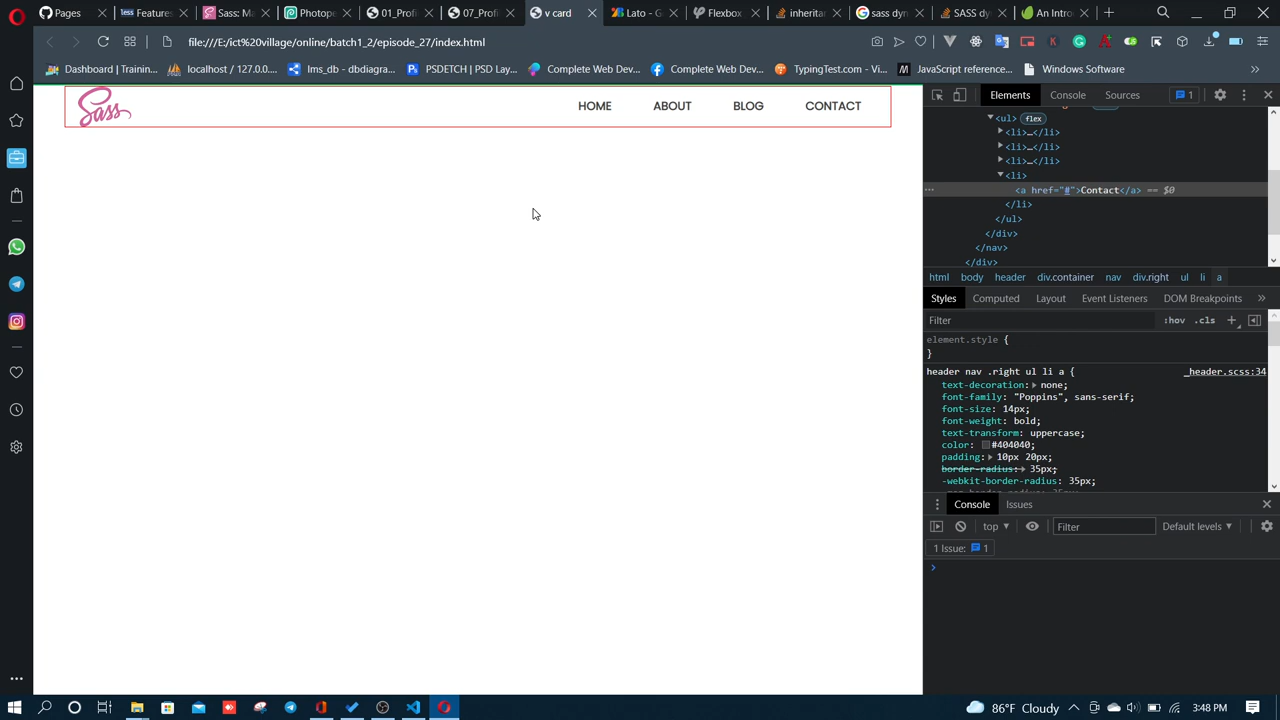 Pages
Features
Sass: Ma
Photope
01_Profi
07_Profi
v card
Lato - G
Flexbox
inheritar
sass dyn
SASS dy
An Intro
file:///E:/ict%20village/online/batch1_2/episode_27/index.html
Dashboard | Trainin...
localhost / 127.0.0....
lms_db - dbdiagra...
PSDETCH | PSD Lay...
Complete Web Dev...
Complete Web Dev...
TypingTest.com - Vi...
JavaScript reference...
Windows Software
Sass
HOME
ABOUT
BLOG
CONTACT
Elements
Console
Sources
1
<ul> flex
<li>…</li>
<li>…</li>
<li>…</li>
<li>
<a href="#">Contact</a> == $0
</li>
</ul>
</div>
</nav>
</div>
html body header div.container nav div.right ul li a
Styles
Computed
Layout
Event Listeners
DOM Breakpoints
Filter
:hov .cls
element.style {
}
header nav .right ul li a {
_header.scss:34
text-decoration: none;
font-family: "Poppins", sans-serif;
font-size: 14px;
font-weight: bold;
text-transform: uppercase;
color: #404040;
padding: 10px 20px;
border-radius: 35px;
-webkit-border-radius: 35px;
Console
Issues
top
Filter
Default levels
1 Issue: 1
86°F Cloudy
3:48 PM